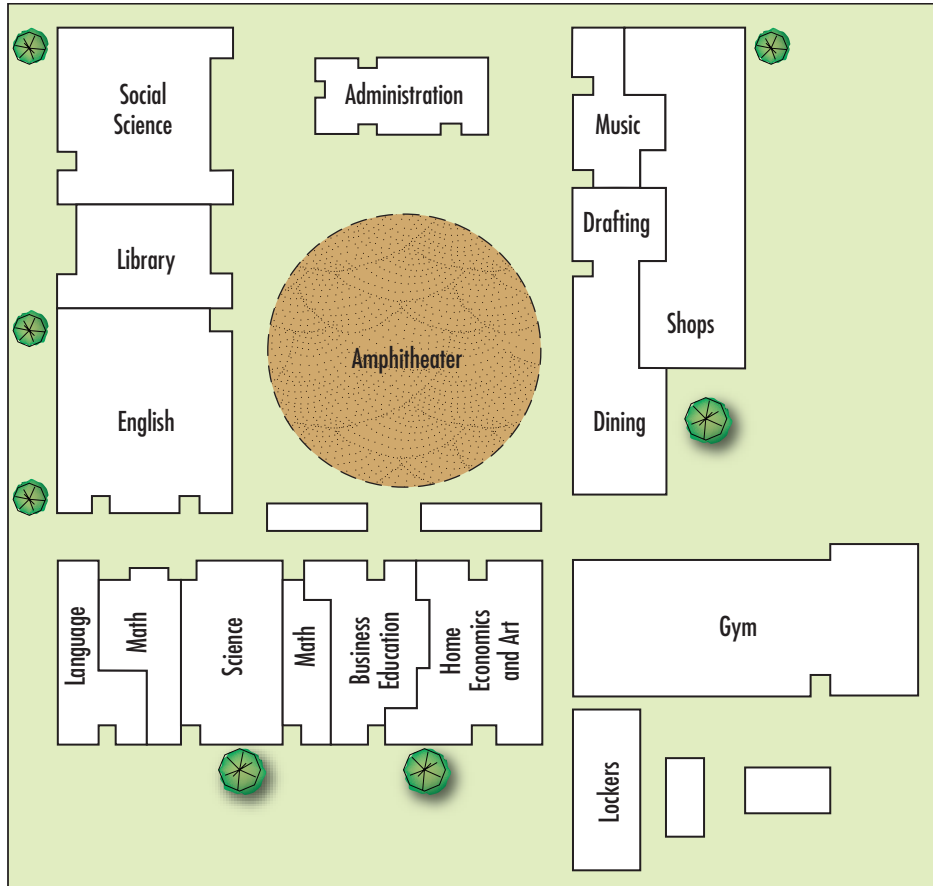 Social
Science
Administration
Music
Drafting
Library
Shops
Amphitheater
English
Dining
Language
Math
Science
Math
Business
Education
Home
Economics
and Art
Gym
Lockers